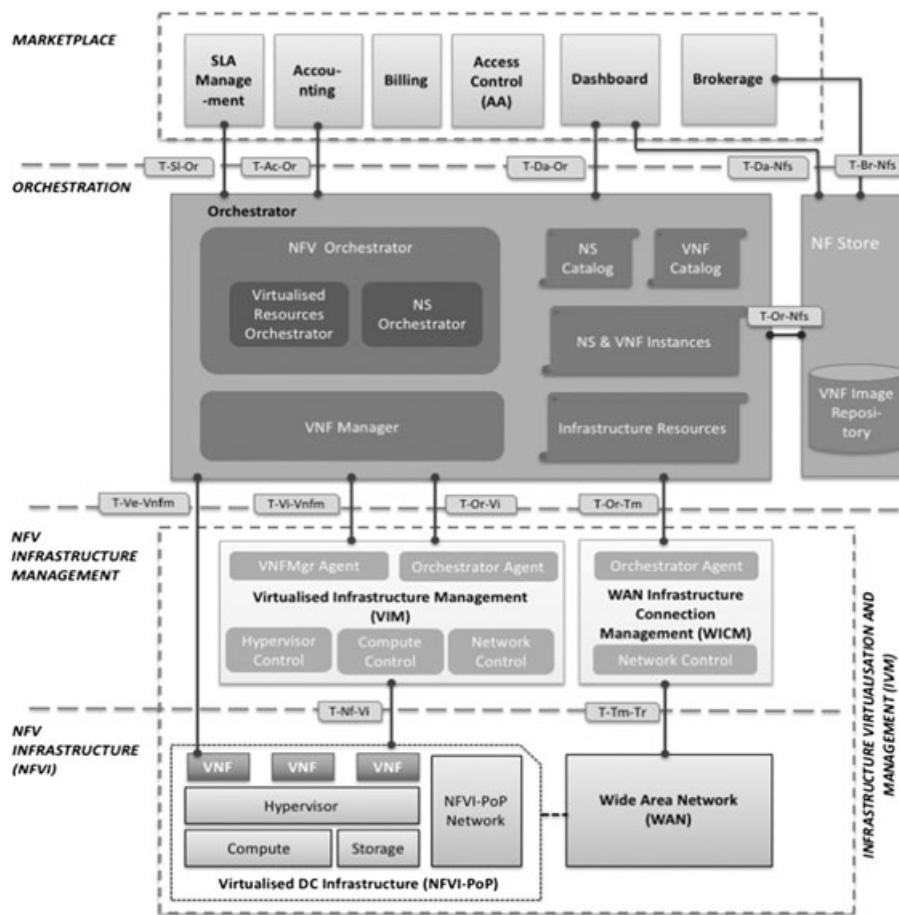 MARKETPLACE
SLA
Manage
-ment
Accou-
nting
Billing
Access
Control
(AA)
Dashboard
Brokerage
T-Sl-Or
T-Ac-Or
T-Da-Or
T-Da-Nfs
T-Br-Nfs
ORCHESTRATION
Orchestrator
NFV Orchestrator
Virtualised
Resources
Orchestrator
NS
Orchestrator
NS
Catalog
VNF
Catalog
NF Store
T-Or-Nfs
NS & VNF Instances
VNF Manager
Infrastructure Resources
VNF Image
Reposi-
tory
T-Ve-Vnfm
T-Vi-Vnfm
T-Or-Vi
T-Or-Tm
NFV
INFRASTRUCTURE
MANAGEMENT
VNFMgr Agent
Orchestrator Agent
Virtualised Infrastructure Management
(VIM)
Hypervisor
Control
Compute
Control
Network
Control
Orchestrator Agent
WAN Infrastructure
Connection
Management (WICM)
Network Control
INFRASTRUCTURE VIRTUALISATION AND
MANAGEMENT (IVM)
T-Nf-Vi
T-Tm-Tr
NFV
INFRASTRUCTURE
(NFVI)
VNF
VNF
VNF
Hypervisor
Compute
Storage
NFVI-PoP
Network
Virtualised DC Infrastructure (NFVI-PoP)
Wide Area Network
(WAN)